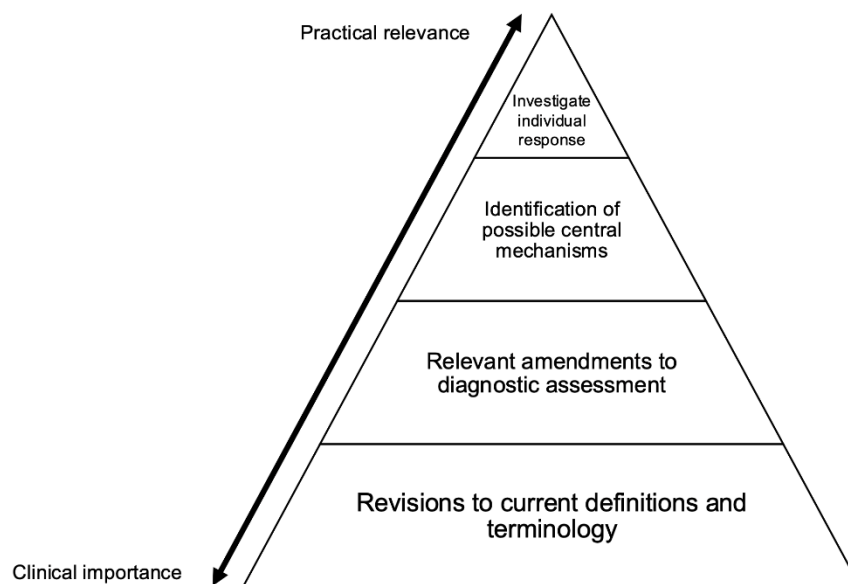 Practical relevance
Investigate
individual
response
Identification of
possible central
mechanisms
Relevant amendments to
diagnostic assessment
Revisions to current definitions and
terminology
Clinical importance